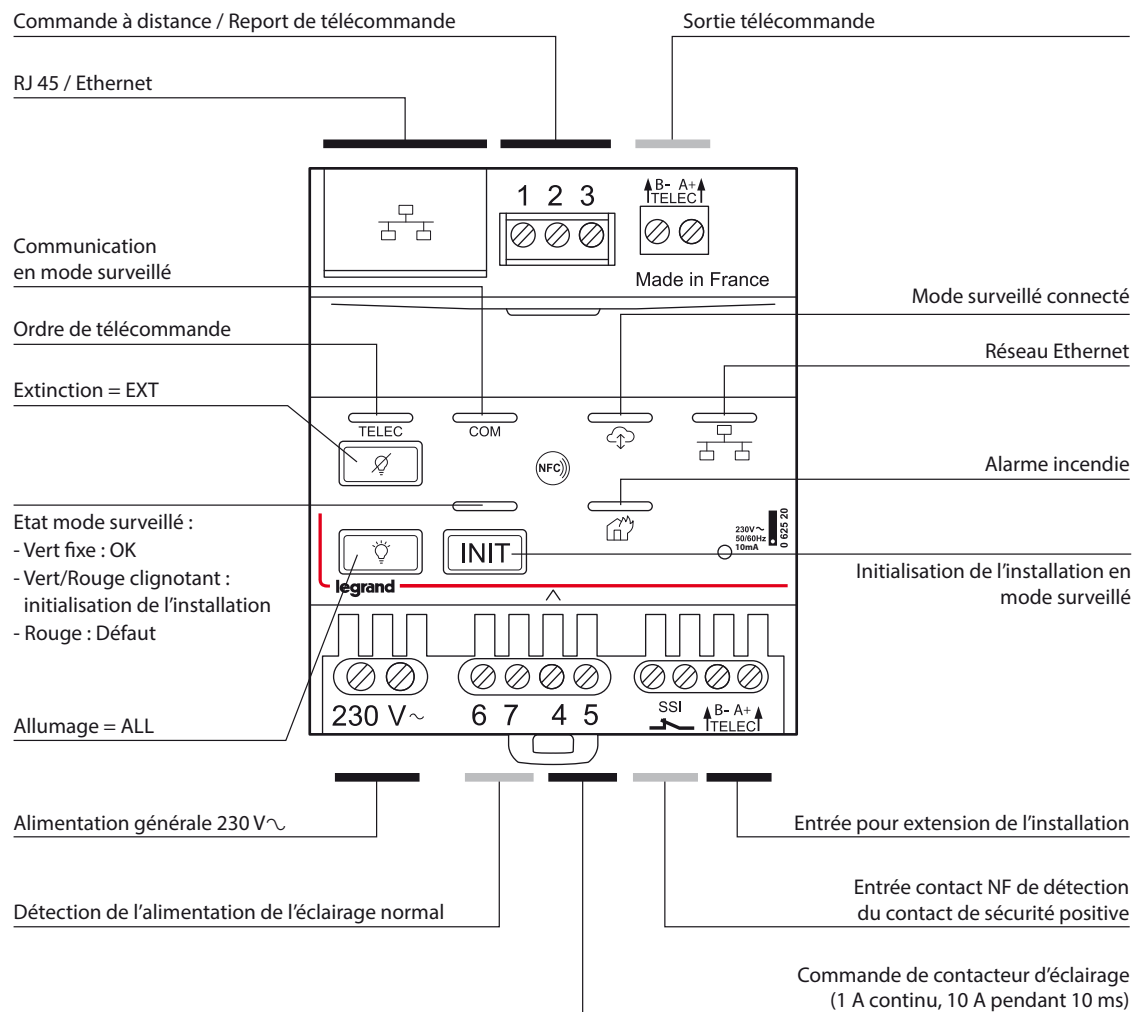 Commande à distance / Report de télécommande
Sortie télécommande
RJ 45 / Ethernet
1 2 3
B- A+
TELEC
Made in France
Communication
en mode surveillé
Mode surveillé connecté
Ordre de télécommande
Réseau Ethernet
Extinction = EXT
TELEC
COM
NFC
Alarme incendie
Etat mode surveillé :
- Vert fixe : OK
- Vert/Rouge clignotant :
initialisation de l'installation
- Rouge : Défaut
INIT
230V~
50/60Hz
10mA
0 625 20
Initialisation de l'installation en
mode surveillé
legrand
230 V~
6 7 4 5
SSI
B- A+
TELEC
Allumage = ALL
Alimentation générale 230 V~
Entrée pour extension de l'installation
Entrée contact NF de détection
du contact de sécurité positive
Détection de l'alimentation de l'éclairage normal
Commande de contacteur d'éclairage
(1 A continu, 10 A pendant 10 ms)